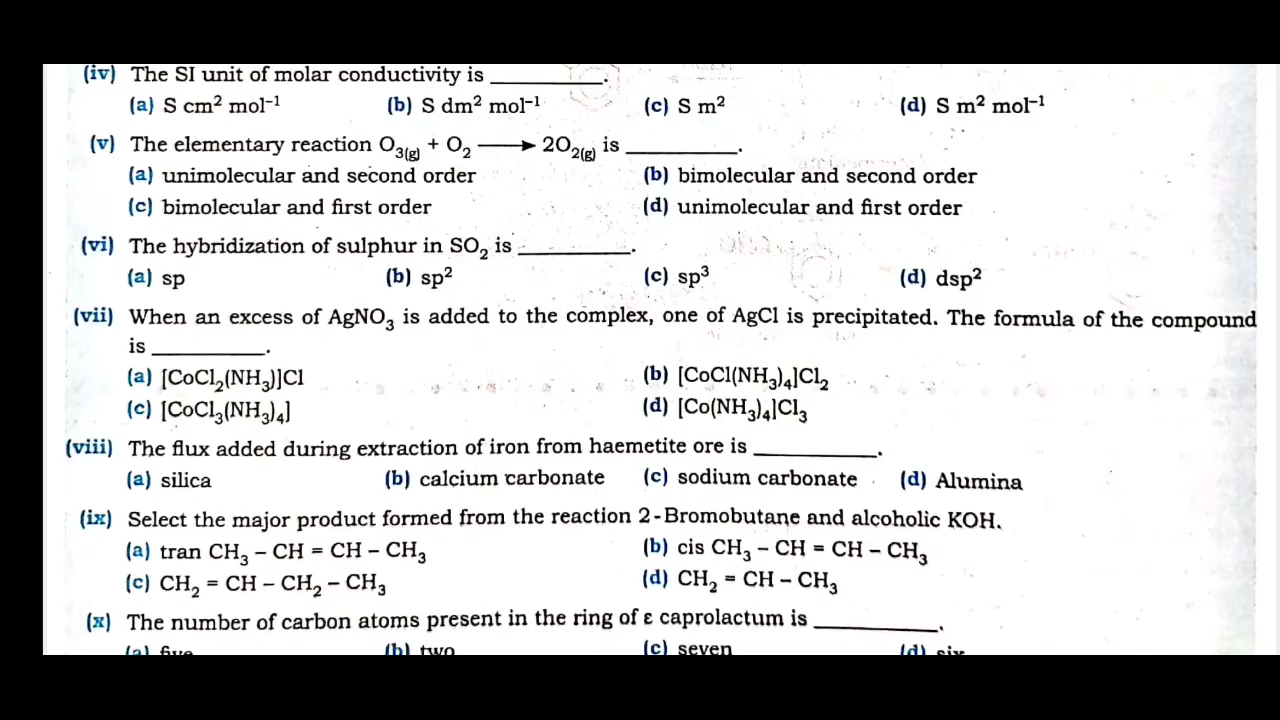 (iv) The SI unit of molar conductivity is ________.
(a) S cm² mol⁻¹ (b) S dm² mol⁻¹ (c) S m² (d) S m² mol⁻¹
(v) The elementary reaction O₃₍g₎ + O₂ ⟶ 2O₂₍g₎ is ________.
(a) unimolecular and second order (b) bimolecular and second order
(c) bimolecular and first order (d) unimolecular and first order
(vi) The hybridization of sulphur in SO₂ is ________.
(a) sp (b) sp² (c) sp³ (d) dsp²
(vii) When an excess of AgNO₃ is added to the complex, one of AgCl is precipitated. The formula of the compound
is ________.
(a) [CoCl₂(NH₃)]Cl (b) [CoCl(NH₃)₄]Cl₂
(c) [CoCl₃(NH₃)₄] (d) [Co(NH₃)₄]Cl₃
(viii) The flux added during extraction of iron from haemetite ore is ________.
(a) silica (b) calcium carbonate (c) sodium carbonate (d) Alumina
(ix) Select the major product formed from the reaction 2-Bromobutane and alcoholic KOH.
(a) tran CH₃ – CH = CH – CH₃ (b) cis CH₃ – CH = CH – CH₃
(c) CH₂ = CH – CH₂ – CH₃ (d) CH₂ = CH – CH₃
(x) The number of carbon atoms present in the ring of ε caprolactum is ________.
(a) five (b) two (c) seven (d) six